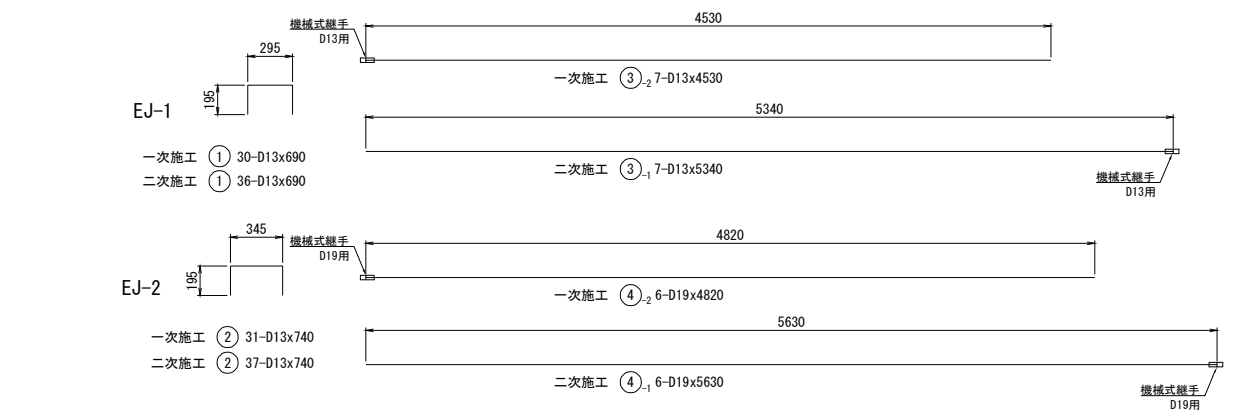 機械式継手
D13用
4530
一次施工 ③-2 7-D13x4530
295
195
EJ-1
一次施工 ① 30-D13x690
二次施工 ① 36-D13x690
5340
二次施工 ③-1 7-D13x5340
機械式継手
D13用
345
195
EJ-2
機械式継手
D19用
4820
一次施工 ④-2 6-D19x4820
一次施工 ② 31-D13x740
二次施工 ② 37-D13x740
5630
二次施工 ④-1 6-D19x5630
機械式継手
D19用